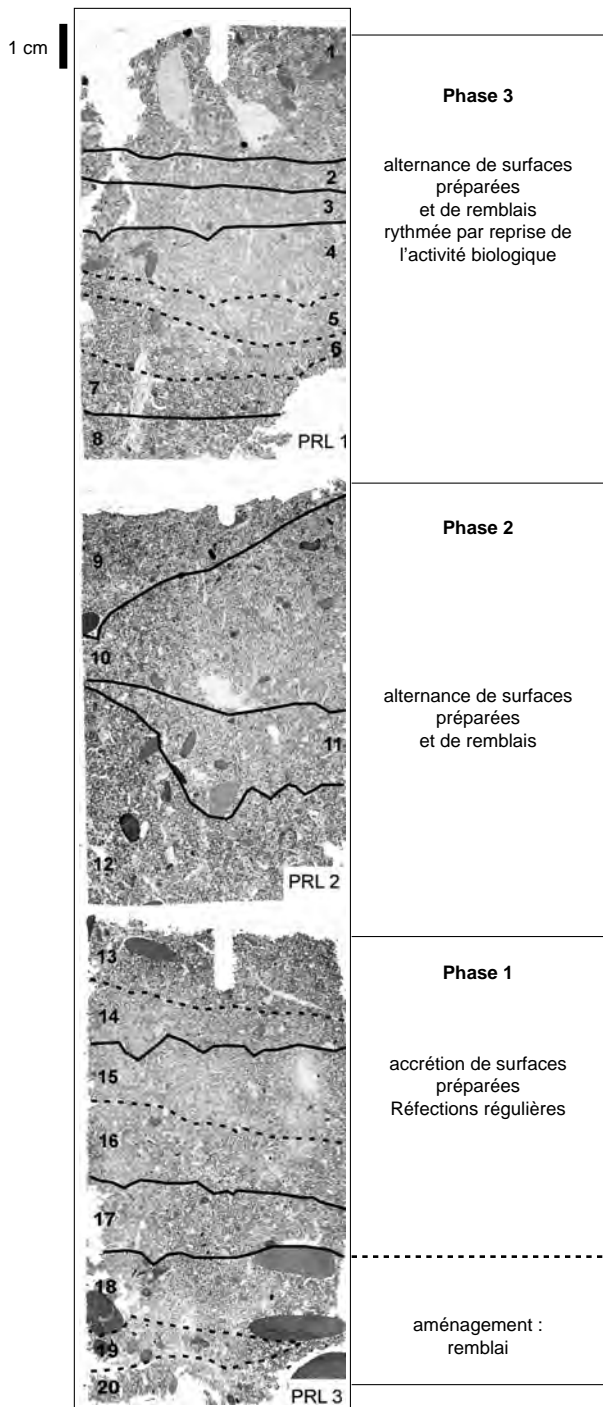 1 cm
1
2
3
4
5
6
7
8
PRL 1
Phase 3
alternance de surfaces
préparées
et de remblais
rythmée par reprise de
l'activité biologique
9
10
11
12
PRL 2
Phase 2
alternance de surfaces
préparées
et de remblais
13
14
15
16
17
18
19
20
PRL 3
Phase 1
accrétion de surfaces
préparées
Réfections régulières
aménagement :
remblai